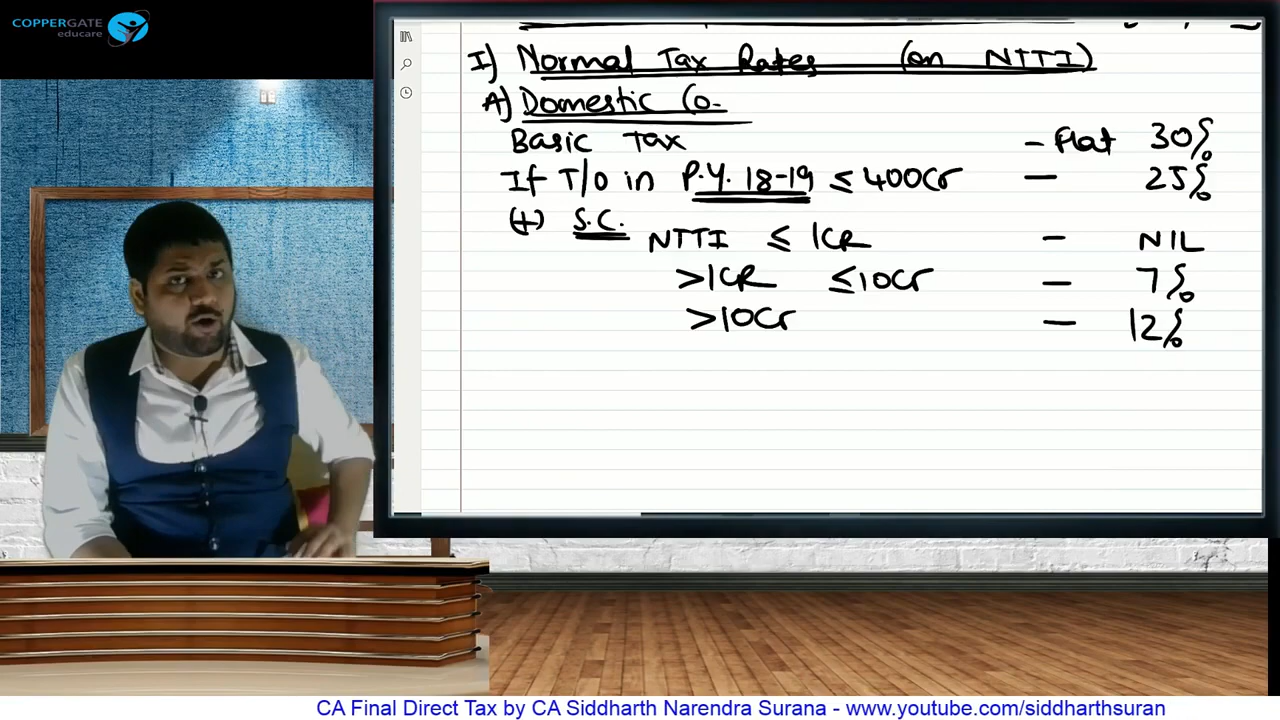 COPPERGATE
educare
I) Normal Tax Rates (on NTTI)
A) Domestic Co.
Basic Tax - Flat 30%
If T/O in P.Y. 18-19 ≤ 400Cr - 25%
(+) S.C.
NTTI ≤ 1CR - NIL
>1CR ≤10Cr - 7%
>10Cr - 12%
CA Final Direct Tax by CA Siddharth Narendra Surana - www.youtube.com/siddharthsuran